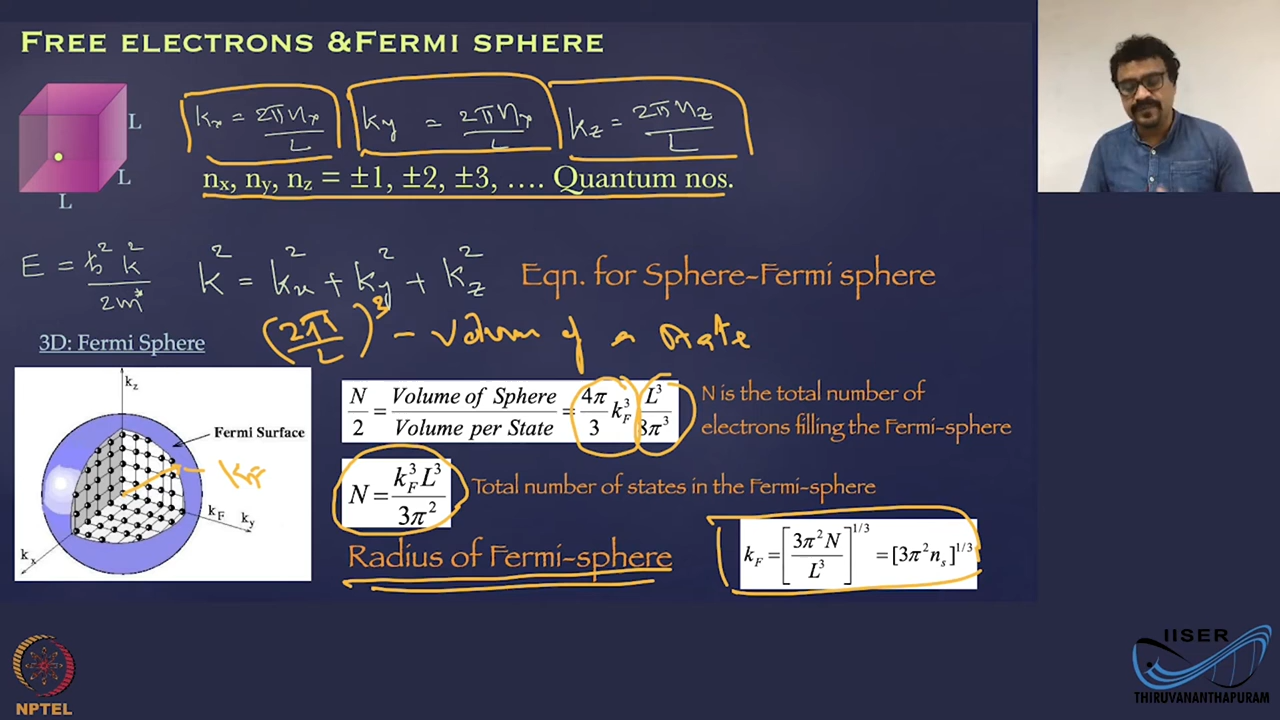 FREE ELECTRONS &FERMI SPHERE
kx = 2πnx/L ky = 2πnx/L kz = 2πnz/L
L
L
L
nx, ny, nz = ±1, ±2, ±3, .... Quantum nos.
E = ħ²k²/2m* k² = kx² + ky² + kz² Eqn. for Sphere-Fermi sphere
(2π/L)³ – Volume of a state
3D: Fermi Sphere
kz
Fermi Surface
kF
kF
ky
kx
N/2 = Volume of Sphere/Volume per State = 4π/3 kF³ L³/8π³
N is the total number of
electrons filling the Fermi-sphere
N = kF³L³/3π² Total number of states in the Fermi-sphere
Radius of Fermi-sphere
kF = [3π²N/L³]^1/3 = [3π²ns]^1/3
NPTEL
IISER
THIRUVANANTHAPURAM